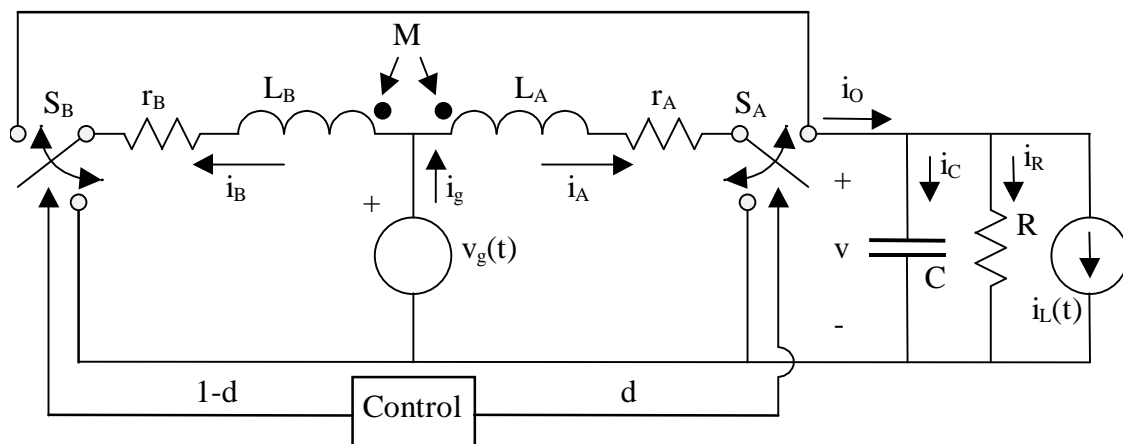 M
S_B
r_B
L_B
L_A
r_A
S_A
i_O
i_B
+
i_g
i_A
+
i_C
i_R
v_g(t)
v
C
R
i_L(t)
-
1-d
Control
d